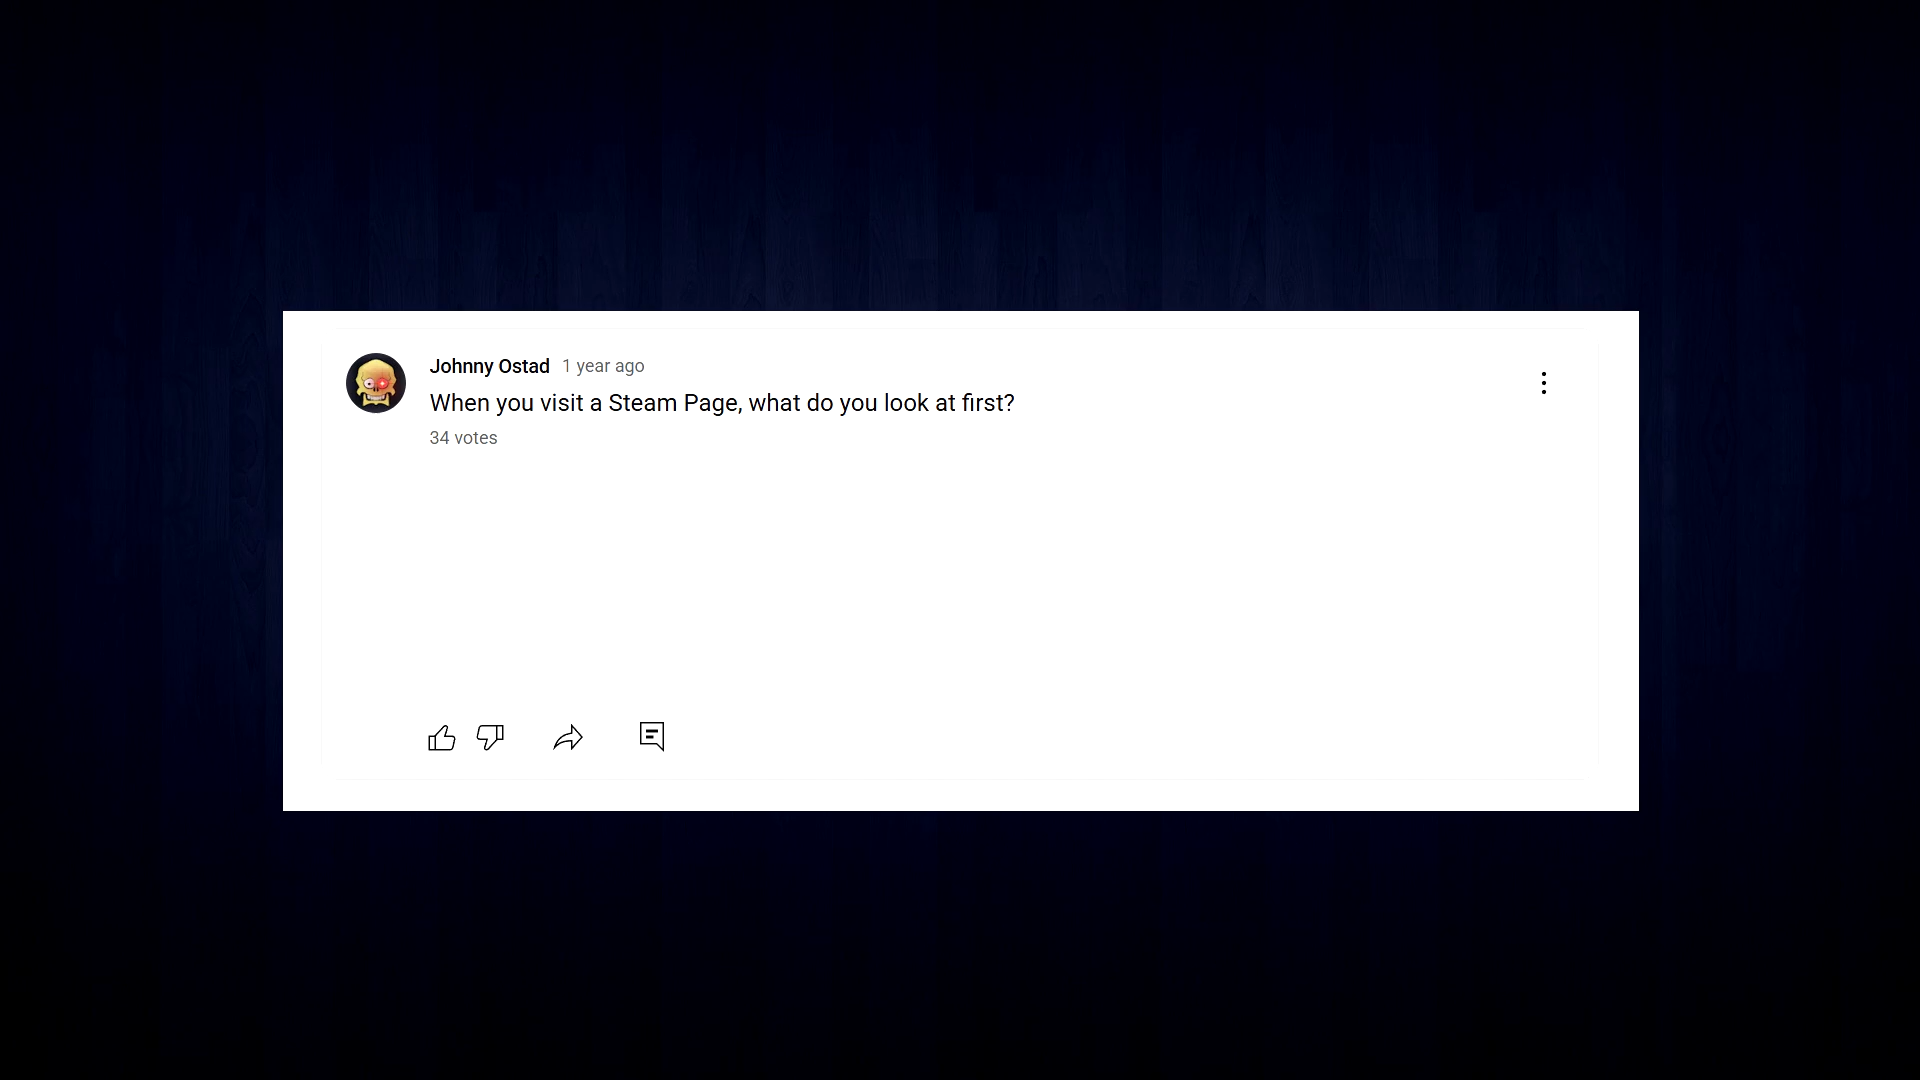 Johnny Ostad 1 year ago
When you visit a Steam Page, what do you look at first?
34 votes